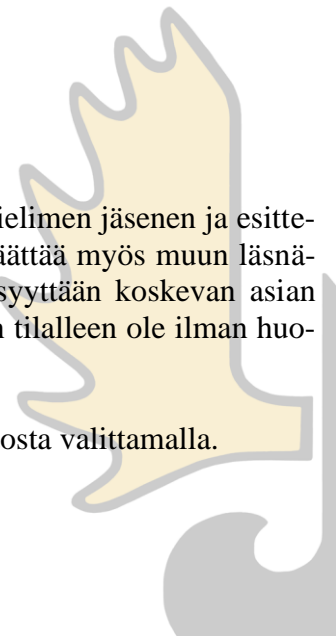 ielimen jäsenen ja esitte-
äättää myös muun läsnä-
syyttään koskevan asian
n tilalleen ole ilman huo-
osta valittamalla.